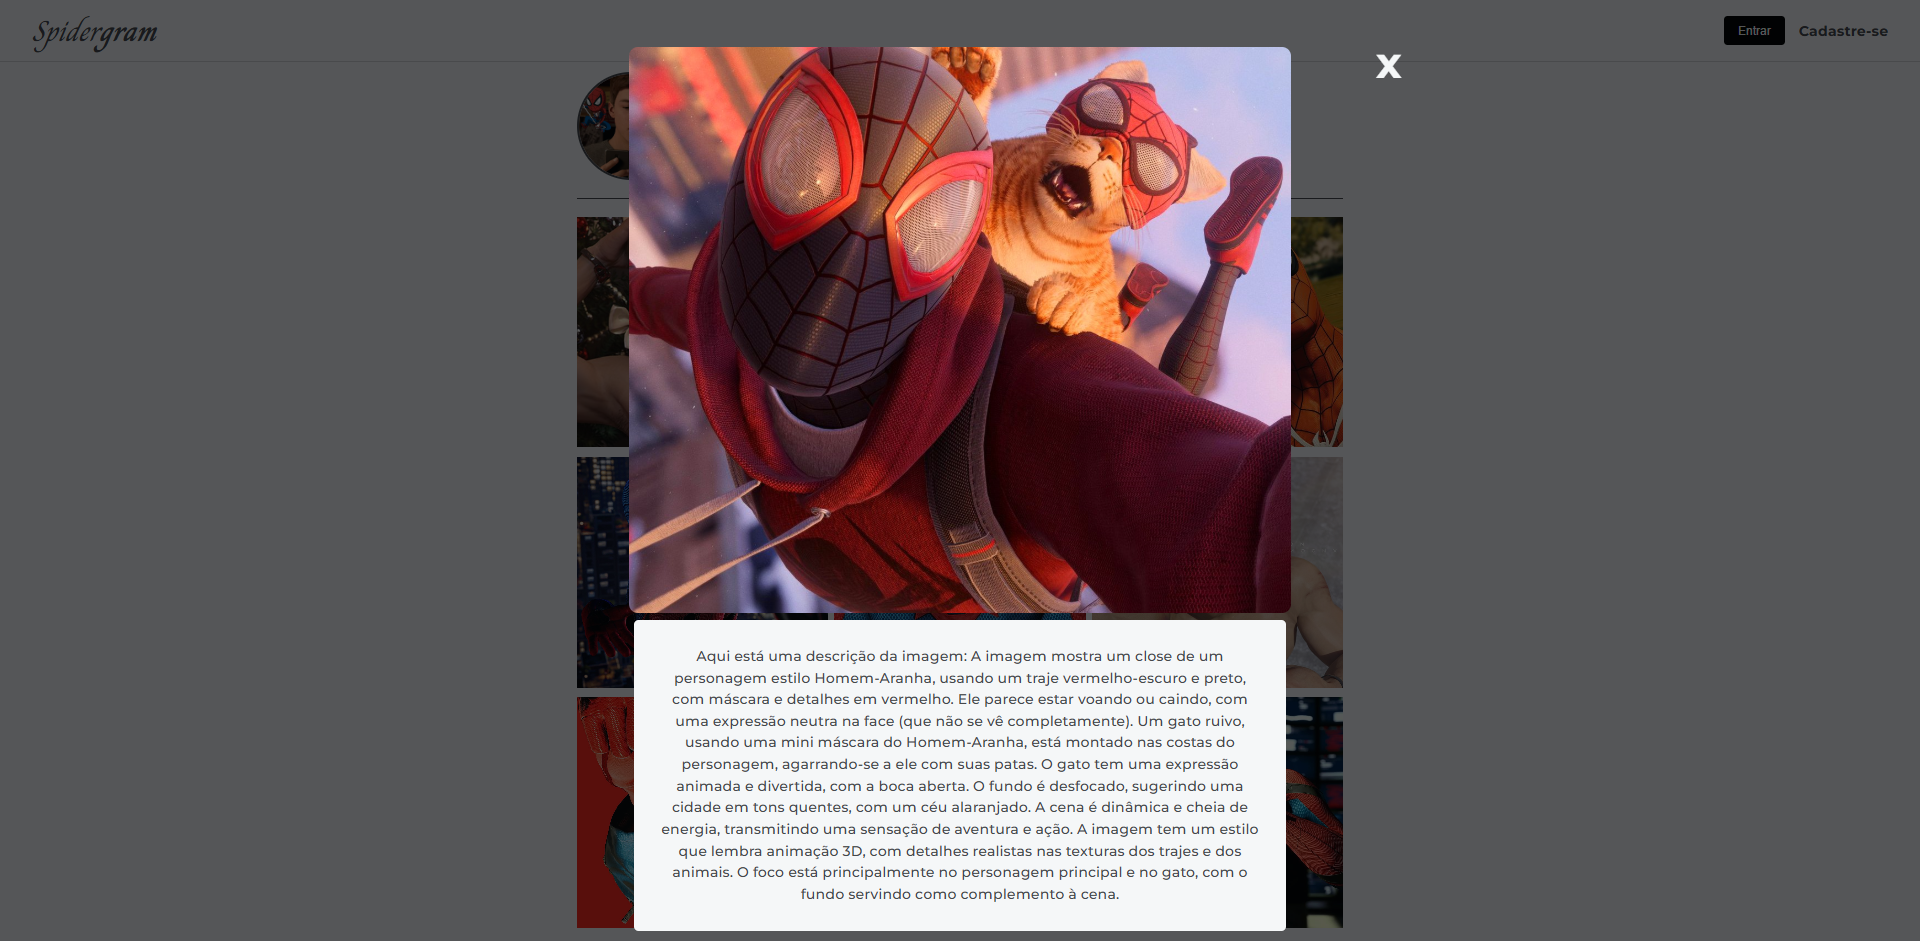 Spidergram
Entrar
Cadastre-se
X
Aqui está uma descrição da imagem: A imagem mostra um close de um
personagem estilo Homem-Aranha, usando um traje vermelho-escuro e preto,
com máscara e detalhes em vermelho. Ele parece estar voando ou caindo, com
uma expressão neutra na face (que não se vê completamente). Um gato ruivo,
usando uma mini máscara do Homem-Aranha, está montado nas costas do
personagem, agarrando-se a ele com suas patas. O gato tem uma expressão
animada e divertida, com a boca aberta. O fundo é desfocado, sugerindo uma
cidade em tons quentes, com um céu alaranjado. A cena é dinâmica e cheia de
energia, transmitindo uma sensação de aventura e ação. A imagem tem um estilo
que lembra animação 3D, com detalhes realistas nas texturas dos trajes e dos
animais. O foco está principalmente no personagem principal e no gato, com o
fundo servindo como complemento à cena.